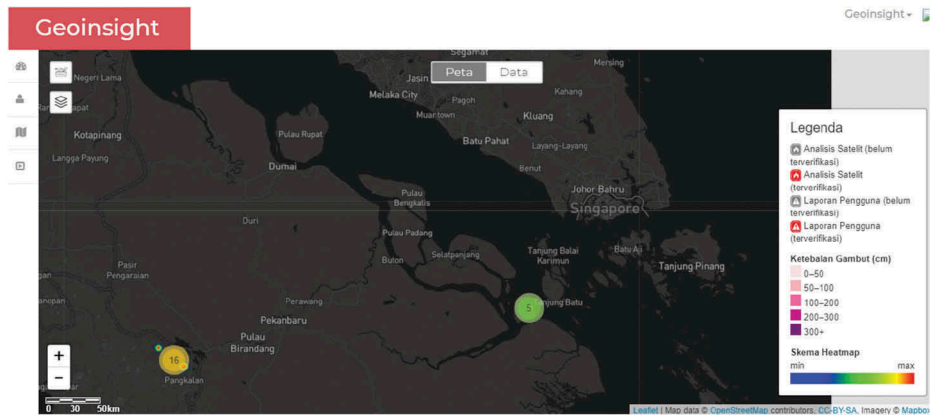 Geoinsight
Geoinsight
Peta Data
Segamat
Mersing
Negeri Lama
Jasin
Melaka City
Pagoh
Kahang
Muar town
Kluang
Kotapinang
Pulau Rupat
Batu Pahat
Layang-Layang
Langga Payung
Dumai
Benut
Pulau
Bengkalis
Johor Bahru
Singapore
Duri
Pulau Padang
Buton
Selatpanjang
Tanjung Balai
Karimun
Batu Aji
Tanjung Pinang
Pasir
Pengaraian
Perawang
5
Tanjung Batu
Pekanbaru
Pulau
Birandang
16
Pangkalan
+
−
0 30 50km
Legenda
Analisis Satelit (belum
terverifikasi)
Analisis Satelit
(terverifikasi)
Laporan Pengguna (belum
terverifikasi)
Laporan Pengguna
(terverifikasi)
Ketebalan Gambut (cm)
0–50
50–100
100–200
200–300
300+
Skema Heatmap
min max
Leaflet | Map data © OpenStreetMap contributors, CC-BY-SA, Imagery © Mapbo